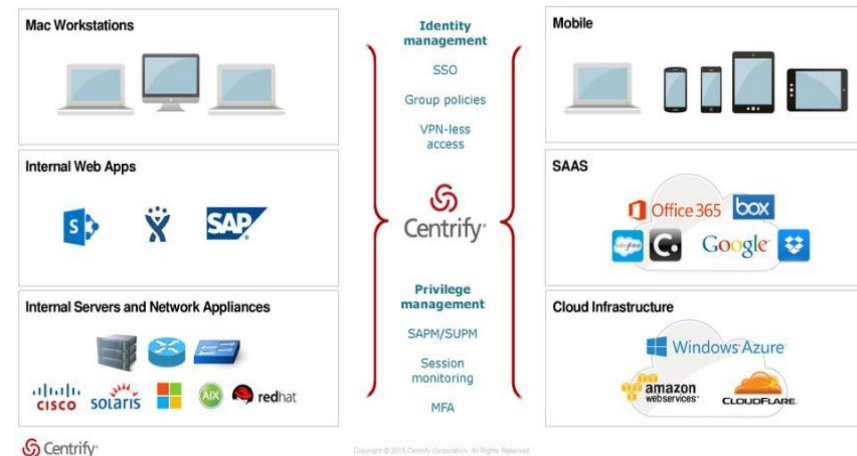 Mac Workstations
Internal Web Apps
S
SAP
Internal Servers and Network Appliances
CISCO
solaris
AIX
redhat
Identity
management
SSO
Group policies
VPN-less
access
Centrify
Privilege
management
SAPM/SUPM
Session
monitoring
MFA
Mobile
SAAS
Office 365
box
salesforce
C.
Google
Cloud Infrastructure
Windows Azure
amazon
webservices
CLOUDFLARE
Centrify
Copyright © 2015 Centrify Corporation. All Rights Reserved.